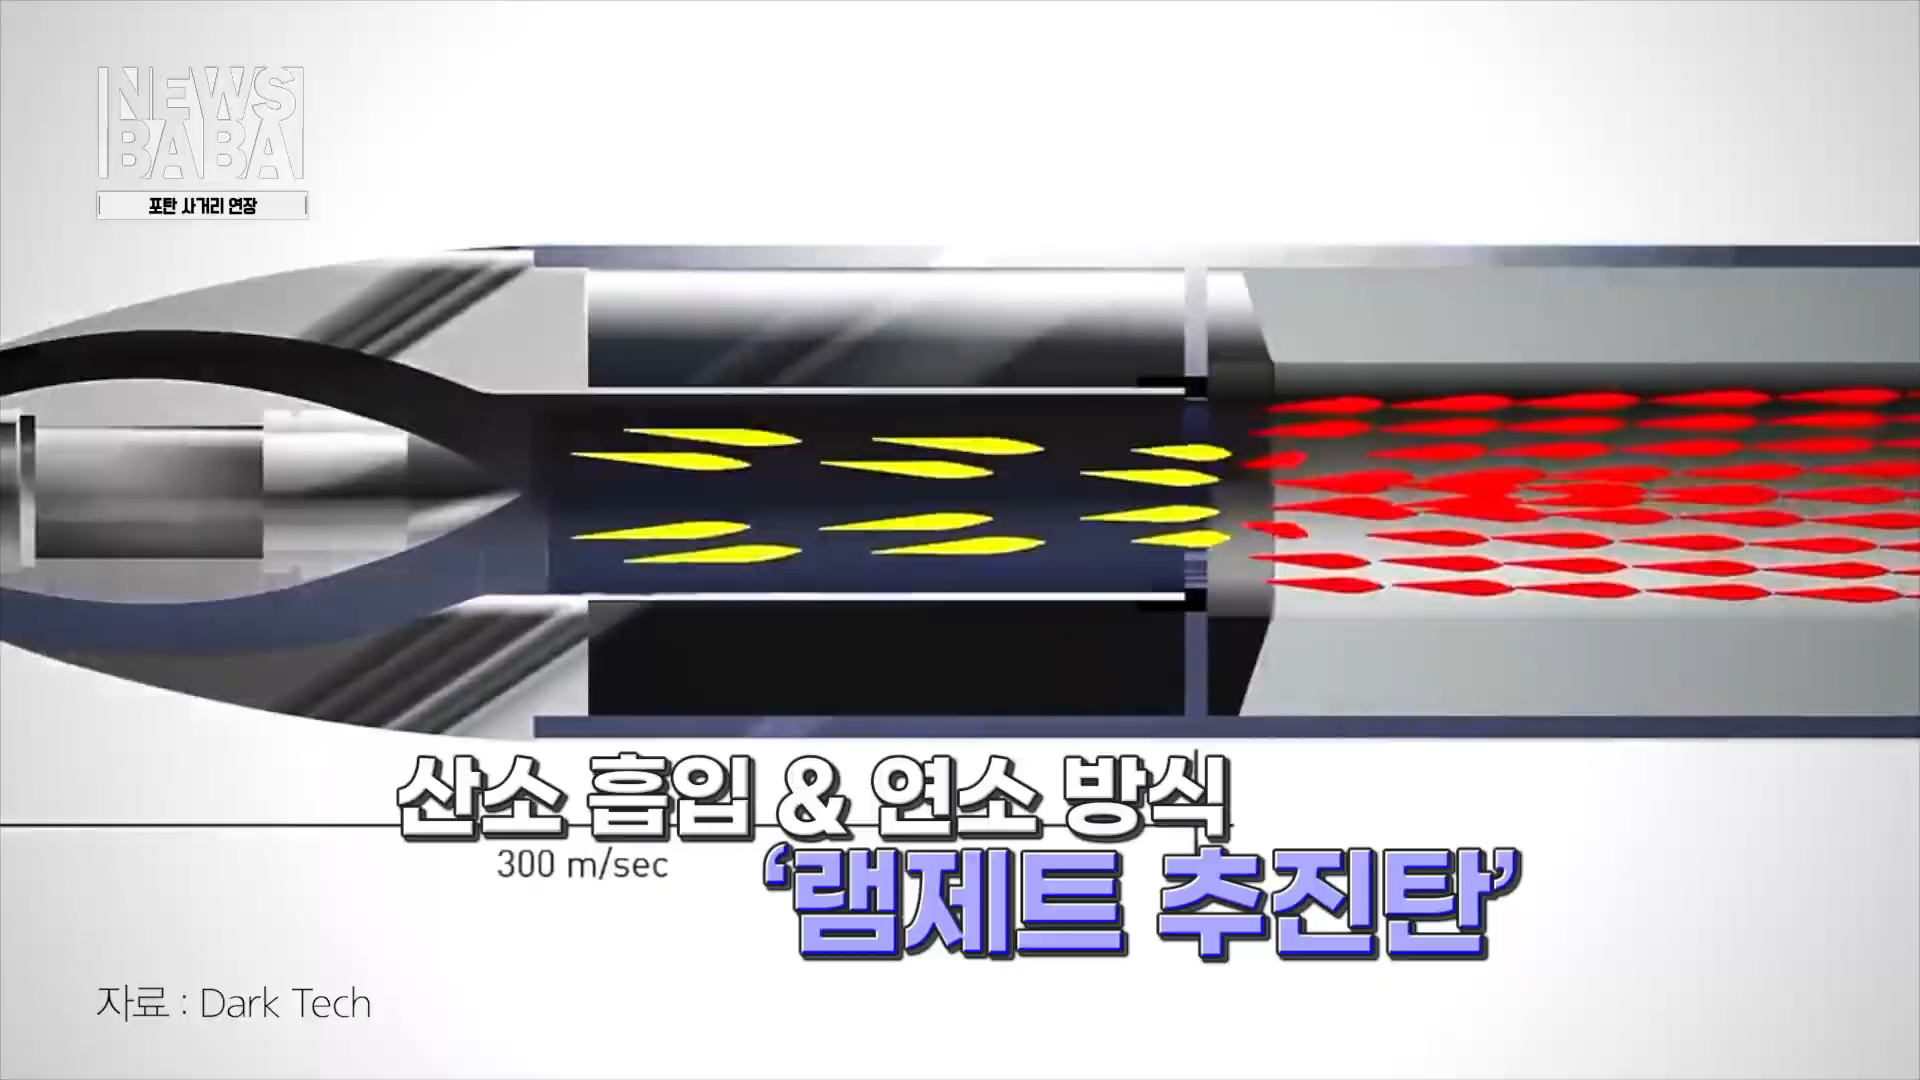 NEWS
BABA
포탄 사거리 연장
산소 흡입 & 연소 방식
300 m/sec
‘램제트 추진탄’
자료 : Dark Tech